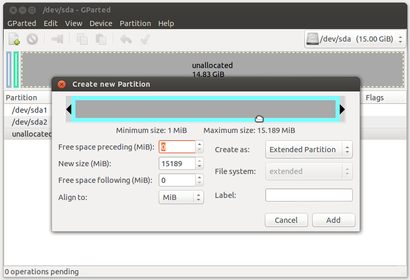 /dev/sda - GParted
GParted Edit View Device Partition Help
/dev/sda (15.00 GiB)
unallocated
14.83 GiB
Partition Flags
/dev/sda1
/dev/sda2
unallocated
Create new Partition
Minimum size: 1 MiB Maximum size: 15.189 MiB
Free space preceding (MiB): 0 Create as: Extended Partition
New size (MiB): 15189 File system: extended
Free space following (MiB): 0 Label:
Align to: MiB
Cancel Add
0 operations pending